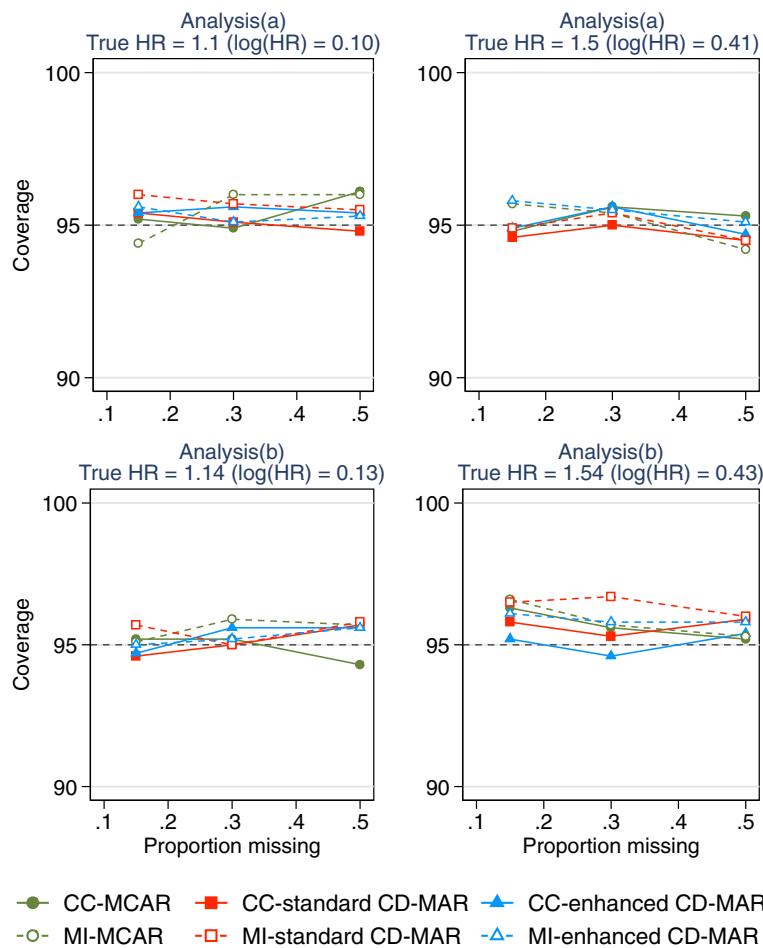 Analysis(a)
True HR = 1.1 (log(HR) = 0.10)
Analysis(a)
True HR = 1.5 (log(HR) = 0.41)
Coverage
100
95
90
.1 .2 .3 .4 .5
100
95
90
.1 .2 .3 .4 .5
Analysis(b)
True HR = 1.14 (log(HR) = 0.13)
Analysis(b)
True HR = 1.54 (log(HR) = 0.43)
Coverage
100
95
90
.1 .2 .3 .4 .5
Proportion missing
100
95
90
.1 .2 .3 .4 .5
Proportion missing
CC-MCAR CC-standard CD-MAR CC-enhanced CD-MAR
MI-MCAR MI-standard CD-MAR MI-enhanced CD-MAR